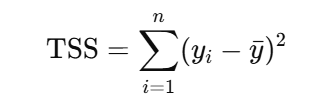 TSS = \sum_{i=1}^{n} (y_i - \bar{y})^2